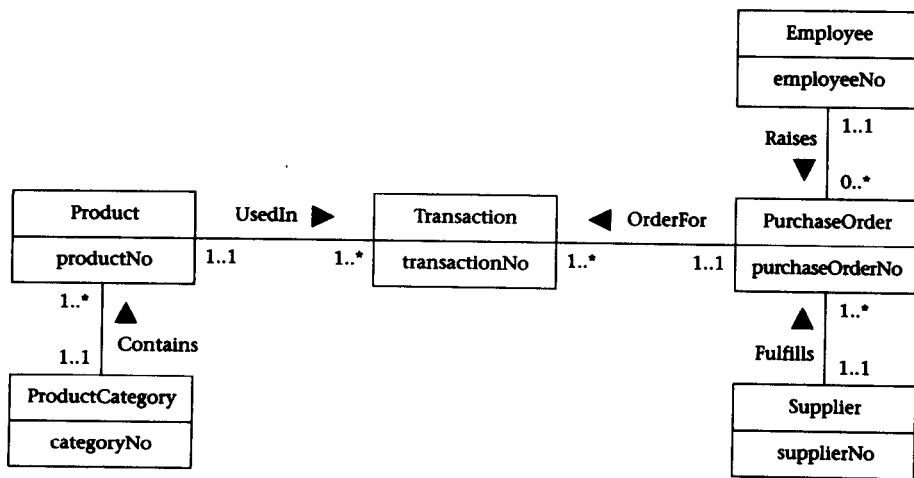 Employee
employeeNo
1..1
Raises
▼
0..*
Product
productNo
UsedIn ▶
1..1
1..*
Transaction
transactionNo
◀ OrderFor
1..*
1..1
PurchaseOrder
purchaseOrderNo
1..*
▲
Contains
1..1
ProductCategory
categoryNo
1..*
▲
Fulfills
1..1
Supplier
supplierNo